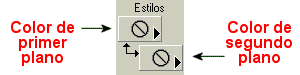 Estilos
Color de
primer
plano
Color de
segundo
plano